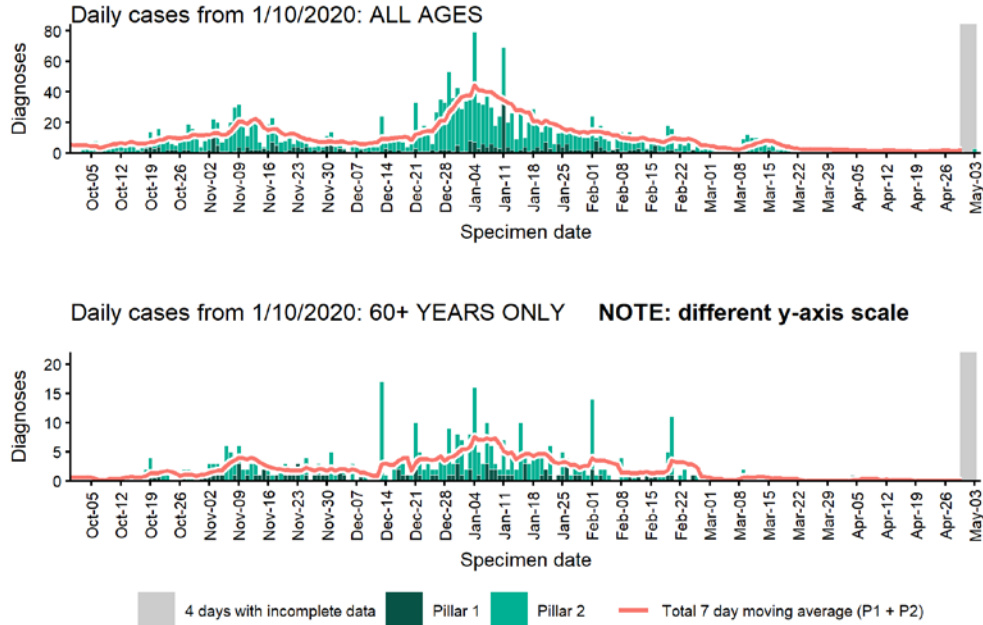 Daily cases from 1/10/2020: ALL AGES
80
60
40
20
0
Diagnoses
Oct-05 Oct-12 Oct-19 Oct-26 Nov-02 Nov-09 Nov-16 Nov-23 Nov-30 Dec-07 Dec-14 Dec-21 Dec-28 Jan-04 Jan-11 Jan-18 Jan-25 Feb-01 Feb-08 Feb-15 Feb-22 Mar-01 Mar-08 Mar-15 Mar-22 Mar-29 Apr-05 Apr-12 Apr-19 Apr-26 May-03
Specimen date
Daily cases from 1/10/2020: 60+ YEARS ONLY NOTE: different y-axis scale
20
15
10
5
0
Diagnoses
Oct-05 Oct-12 Oct-19 Oct-26 Nov-02 Nov-09 Nov-16 Nov-23 Nov-30 Dec-07 Dec-14 Dec-21 Dec-28 Jan-04 Jan-11 Jan-18 Jan-25 Feb-01 Feb-08 Feb-15 Feb-22 Mar-01 Mar-08 Mar-15 Mar-22 Mar-29 Apr-05 Apr-12 Apr-19 Apr-26 May-03
Specimen date
4 days with incomplete data Pillar 1 Pillar 2 Total 7 day moving average (P1 + P2)